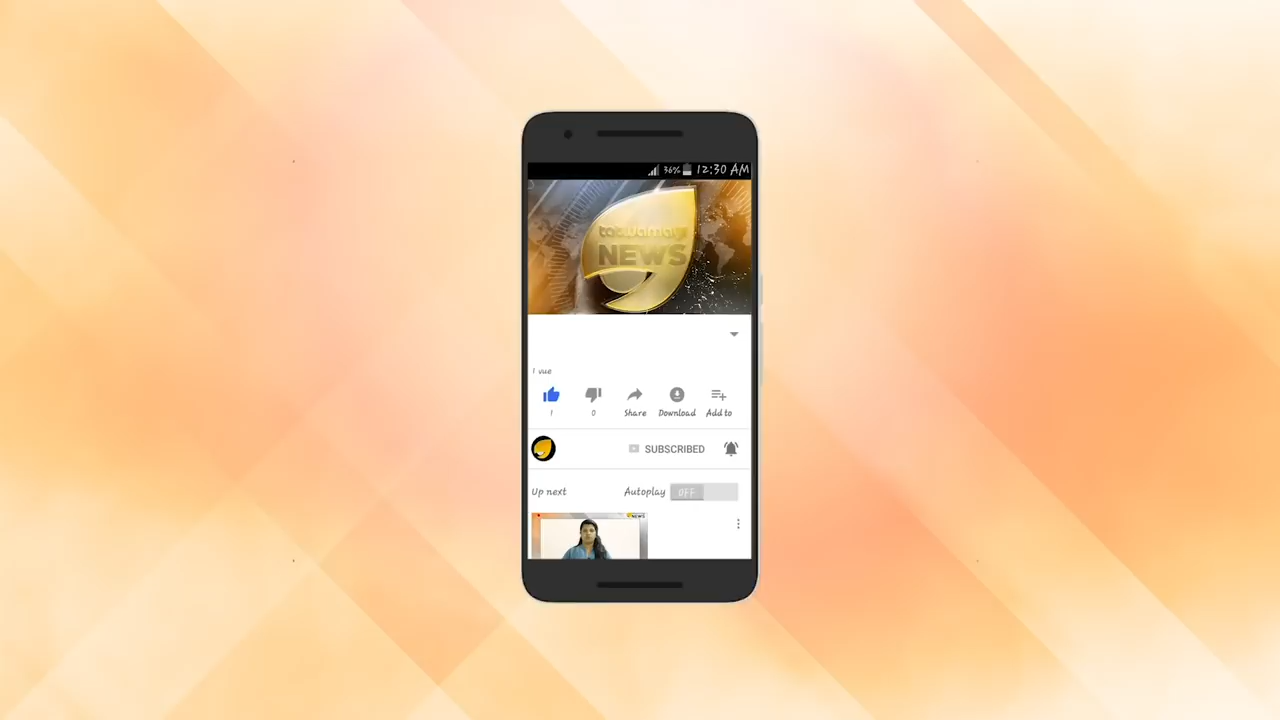 36% 12:30 AM
tatwamayi
NEWS
1 vue
1 0 Share Download Add to
SUBSCRIBED
Up next Autoplay OFF
NEWS